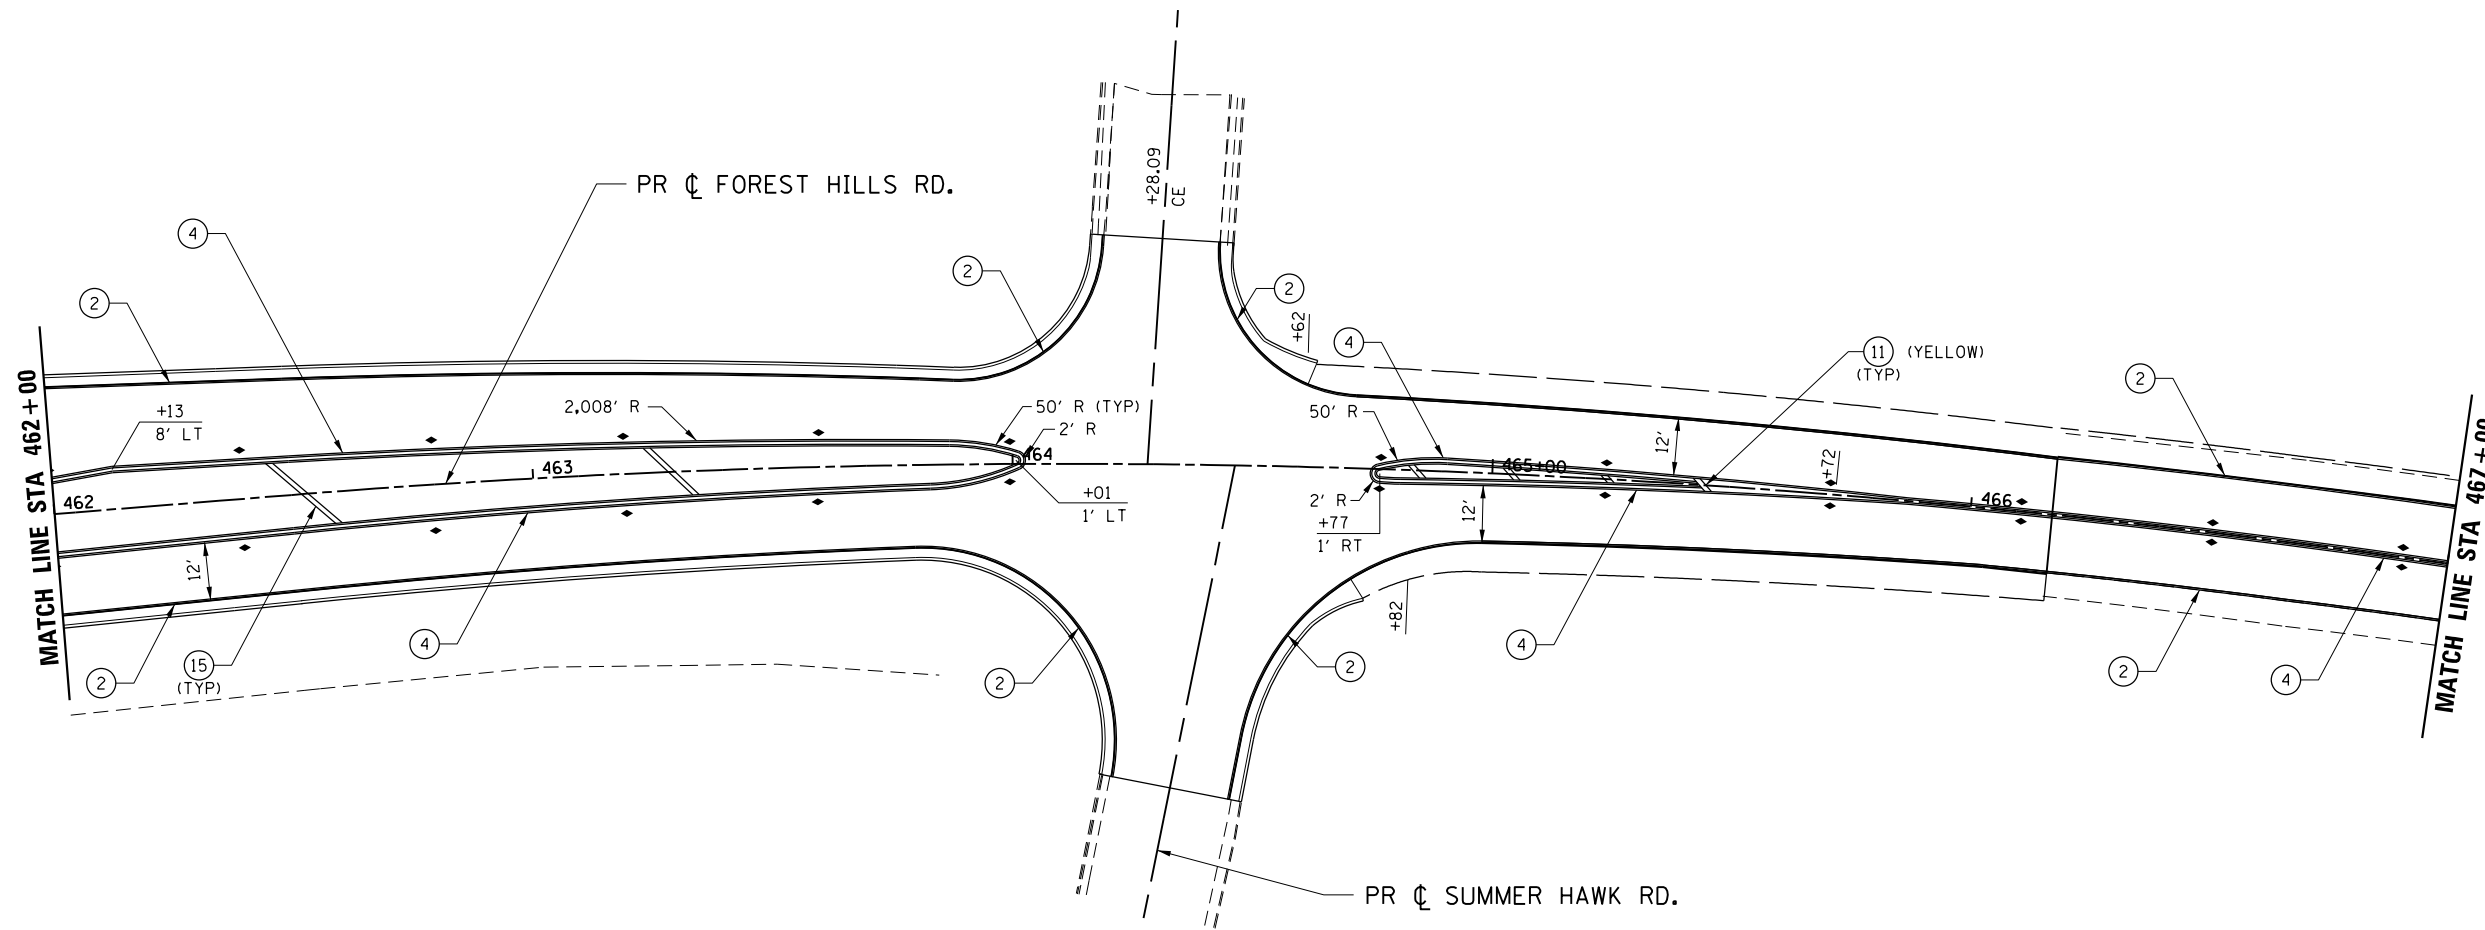 +28.09
CE
PR ℄ FOREST HILLS RD.
4
2
2
2
+62
4
11 (YELLOW)
(TYP)
2
MATCH LINE STA 462+00
+13
8' LT
2,008' R
50' R (TYP)
2' R
50' R
12'
+72
462
463
464
465+00
466
+01
1' LT
2' R
+77
1' RT
12'
12'
MATCH LINE STA 467+00
2
15
(TYP)
4
2
+82
2
4
2
4
PR ℄ SUMMER HAWK RD.